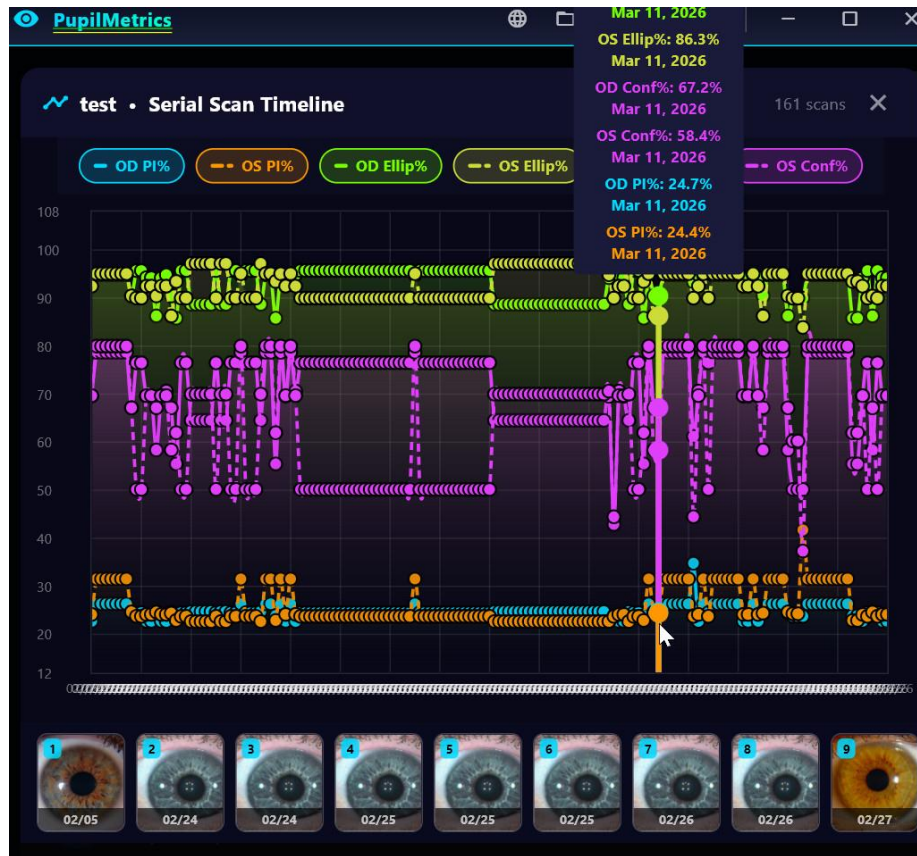 PupilMetrics
Mar 11, 2026
OS Ellip%: 86.3%
Mar 11, 2026
OD Conf%: 67.2%
Mar 11, 2026
OS Conf%: 58.4%
Mar 11, 2026
OD PI%: 24.7%
Mar 11, 2026
OS PI%: 24.4%
Mar 11, 2026
test • Serial Scan Timeline
161 scans
OD PI%
OS PI%
OD Ellip%
OS Ellip%
OS Conf%
108
100
90
80
70
60
50
40
30
20
12
1
2
3
4
5
6
7
8
9
02/05
02/24
02/24
02/25
02/25
02/25
02/26
02/26
02/27